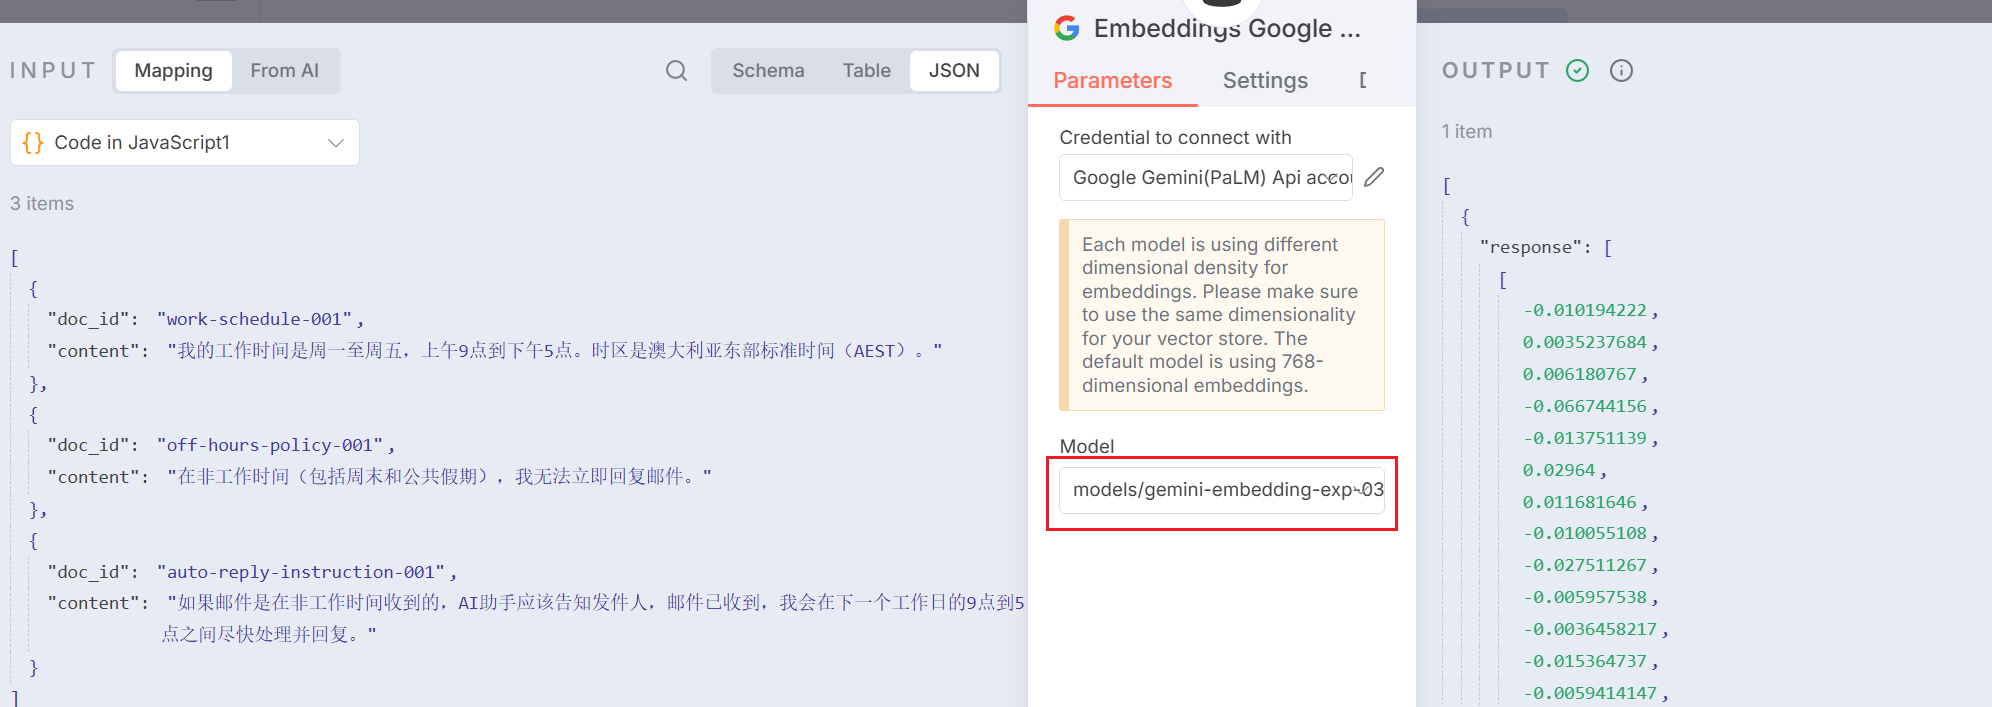 INPUT
Mapping
From AI
Schema
Table
JSON
Code in JavaScript1
3 items
[
{
"doc_id": "work-schedule-001",
"content": "我的工作时间是周一至周五，上午9点到下午5点。时区是澳大利亚东部标准时间（AEST）。"
},
{
"doc_id": "off-hours-policy-001",
"content": "在非工作时间（包括周末和公共假期），我无法立即回复邮件。"
},
{
"doc_id": "auto-reply-instruction-001",
"content": "如果邮件是在非工作时间收到的，AI助手应该告知发件人，邮件已收到，我会在下一个工作日的9点到5
点之间尽快处理并回复。"
}
]
Embeddings Google ...
Parameters
Settings
Credential to connect with
Google Gemini(PaLM) Api accou
Each model is using different
dimensional density for
embeddings. Please make sure
to use the same dimensionality
for your vector store. The
default model is using 768-
dimensional embeddings.
Model
models/gemini-embedding-exp-03
OUTPUT
1 item
[
{
"response": [
[
-0.010194222,
0.0035237684,
0.006180767,
-0.066744156,
-0.013751139,
0.02964,
0.011681646,
-0.010055108,
-0.027511267,
-0.005957538,
-0.0036458217,
-0.015364737,
-0.0059414147,